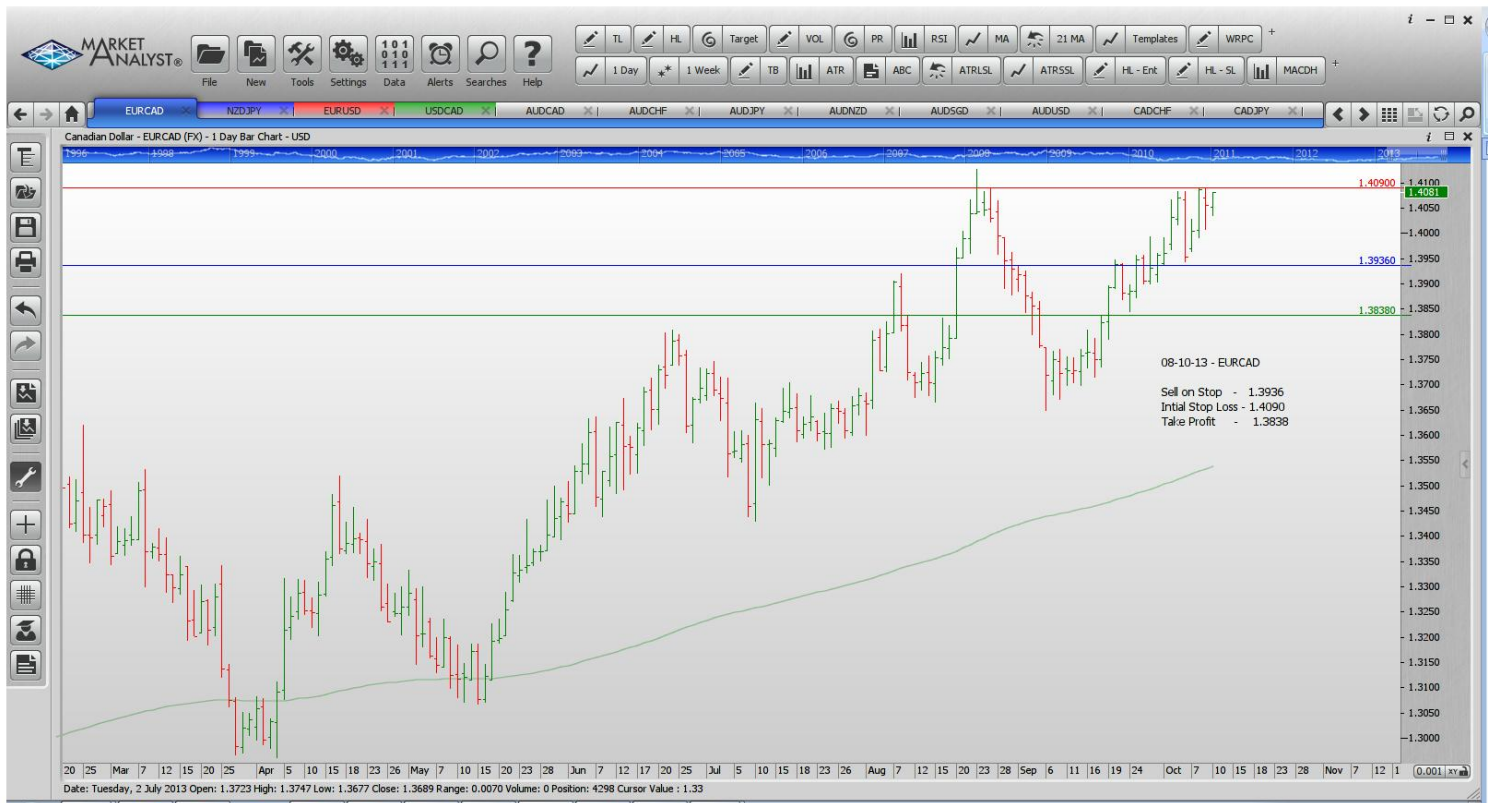 i
MARKET ANALYST®
File New Tools Settings Data Alerts Searches Help
TL HL Target VOL PR RSI MA 21 MA Templates WRPC +
1 Day 1 Week TB ATR ABC ATRLSL ATRSSL HL - Ent HL - SL MACDH +
EURCAD NZDJPY EURUSD USDCAD AUDCAD AUDCHF AUDJPY AUDNZD AUDSGD AUDUSD CADCHF CADJPY
Canadian Dollar - EURCAD (FX) - 1 Day Bar Chart - USD
1996 1998 1999 2000 2001 2002 2003 2004 2005 2006 2007 2008 2009 2010 2011 2012 2013
1.40900
1.4100
1.4081
1.4050
1.4000
1.39360
1.3950
1.3900
1.38380
1.3850
1.3800
08-10-13 - EURCAD
1.3750
Sell on Stop - 1.3936
1.3700
Intial Stop Loss - 1.4090
Take Profit - 1.3838
1.3650
1.3600
1.3550
1.3500
1.3450
1.3400
1.3350
1.3300
1.3250
1.3200
1.3150
1.3100
1.3050
1.3000
20 25 Mar 7 12 15 20 25 Apr 5 10 15 18 23 26 May 7 10 15 20 23 28 Jun 7 12 17 20 25 Jul 5 10 15 18 23 26 Aug 7 12 15 20 23 28 Sep 6 11 16 19 24 Oct 7 10 15 18 23 28 Nov 7 12 1 0.001 XY
Date: Tuesday, 2 July 2013 Open: 1.3723 High: 1.3747 Low: 1.3677 Close: 1.3689 Range: 0.0070 Volume: 0 Position: 4298 Cursor Value : 1.33